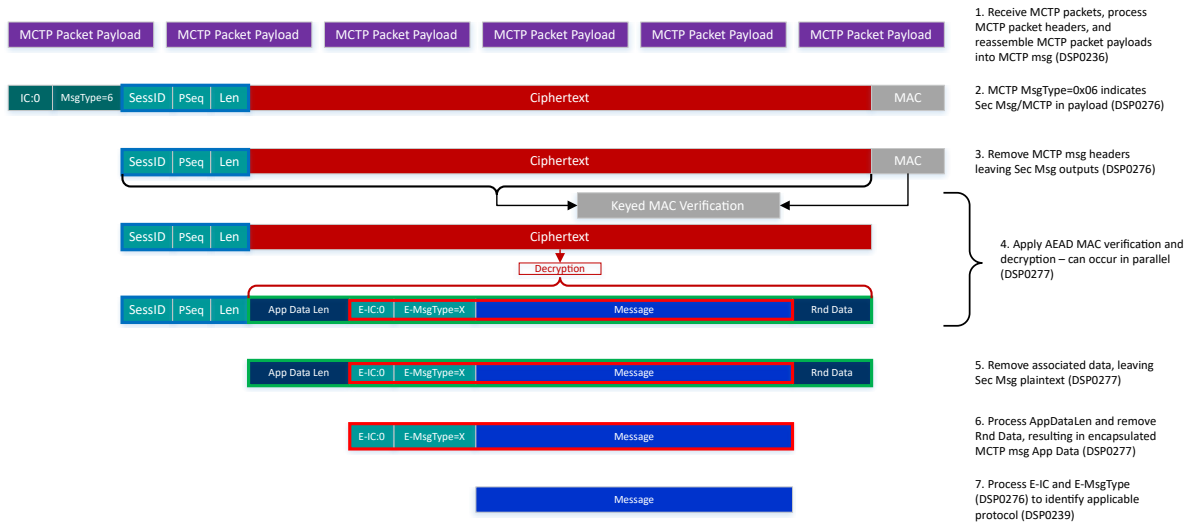 MCTP Packet Payload MCTP Packet Payload MCTP Packet Payload MCTP Packet Payload MCTP Packet Payload MCTP Packet Payload
1. Receive MCTP packets, process
MCTP packet headers, and
reassemble MCTP packet payloads
into MCTP msg (DSP0236)
IC:0 MsgType=6 SessID PSeq Len Ciphertext MAC
2. MCTP MsgType=0x06 indicates
Sec Msg/MCTP in payload (DSP0276)
SessID PSeq Len Ciphertext MAC
3. Remove MCTP msg headers
leaving Sec Msg outputs (DSP0276)
Keyed MAC Verification
SessID PSeq Len Ciphertext
Decryption
4. Apply AEAD MAC verification and
decryption – can occur in parallel
(DSP0277)
SessID PSeq Len App Data Len E-IC:0 E-MsgType=X Message Rnd Data
App Data Len E-IC:0 E-MsgType=X Message Rnd Data
5. Remove associated data, leaving
Sec Msg plaintext (DSP0277)
E-IC:0 E-MsgType=X Message
6. Process AppDataLen and remove
Rnd Data, resulting in encapsulated
MCTP msg App Data (DSP0277)
Message
7. Process E-IC and E-MsgType
(DSP0276) to identify applicable
protocol (DSP0239)